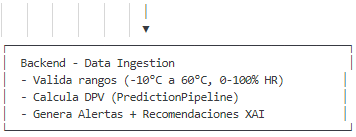 Backend - Data Ingestion
- Valida rangos (-10°C a 60°C, 0-100% HR)
- Calcula DPV (PredictionPipeline)
- Genera Alertas + Recomendaciones XAI